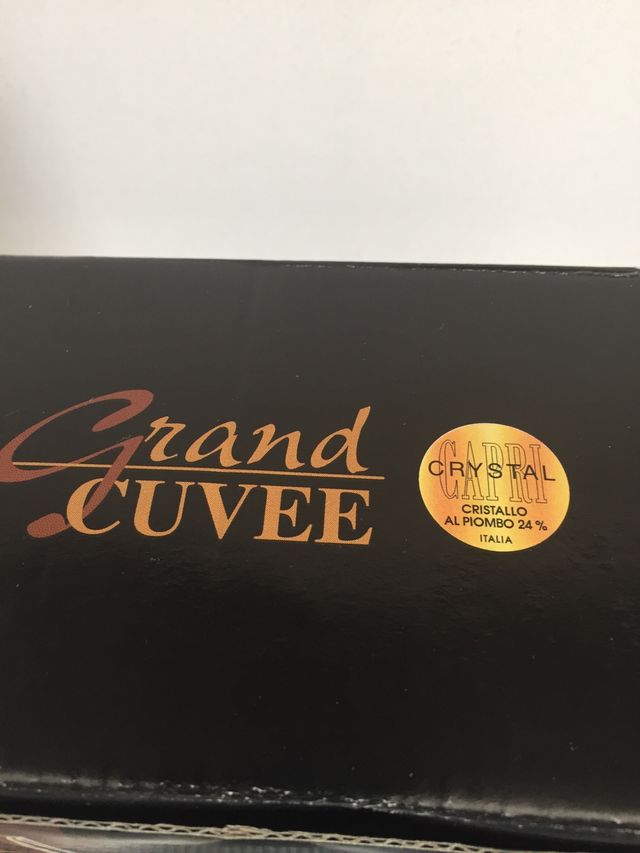 Grand
CUVEE
CAPRI
CRYSTAL
CRISTALLO
AL PIOMBO 24 %
ITALIA